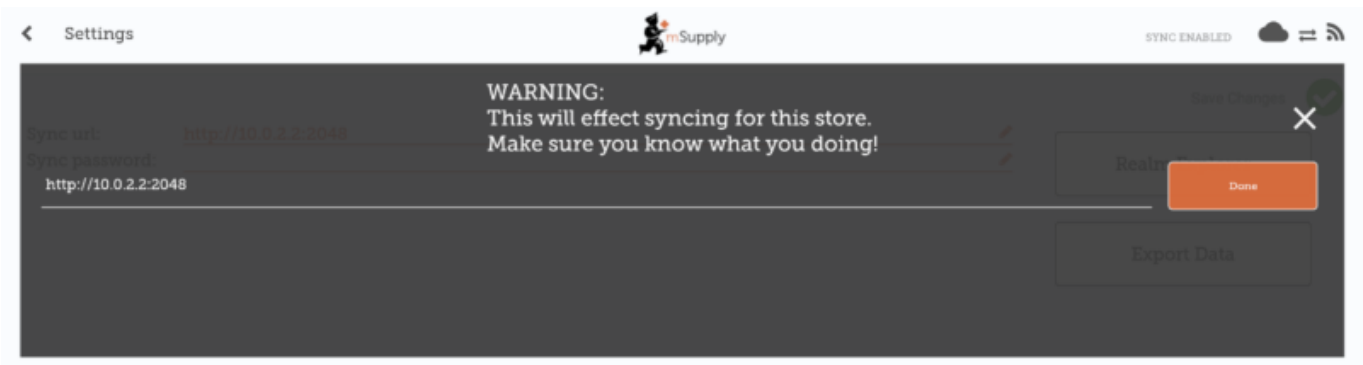 Settings
mSupply
SYNC ENABLED
WARNING:
This will effect syncing for this store.
Make sure you know what you doing!
Save Changes
Sync url: http://10.0.2.2:2048
Sync password:
http://10.0.2.2:2048
Done
Export Data